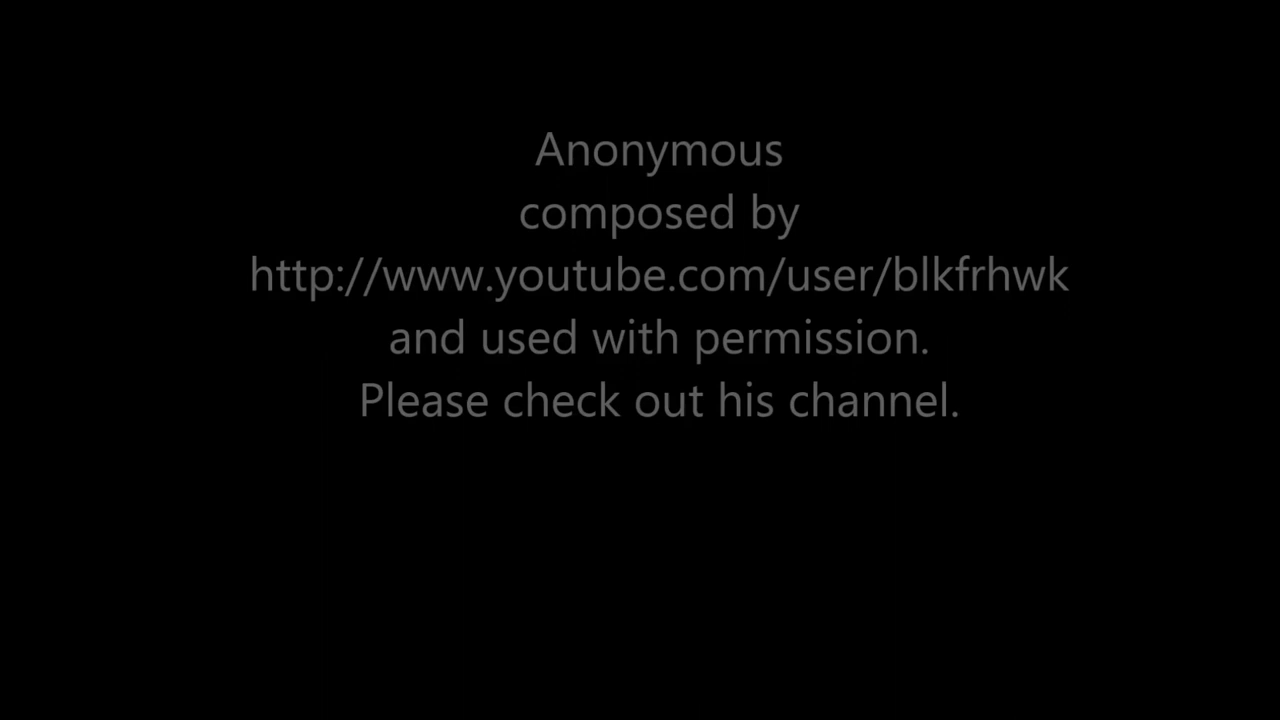 Anonymous
composed by
http://www.youtube.com/user/blkfrhwk
and used with permission.
Please check out his channel.